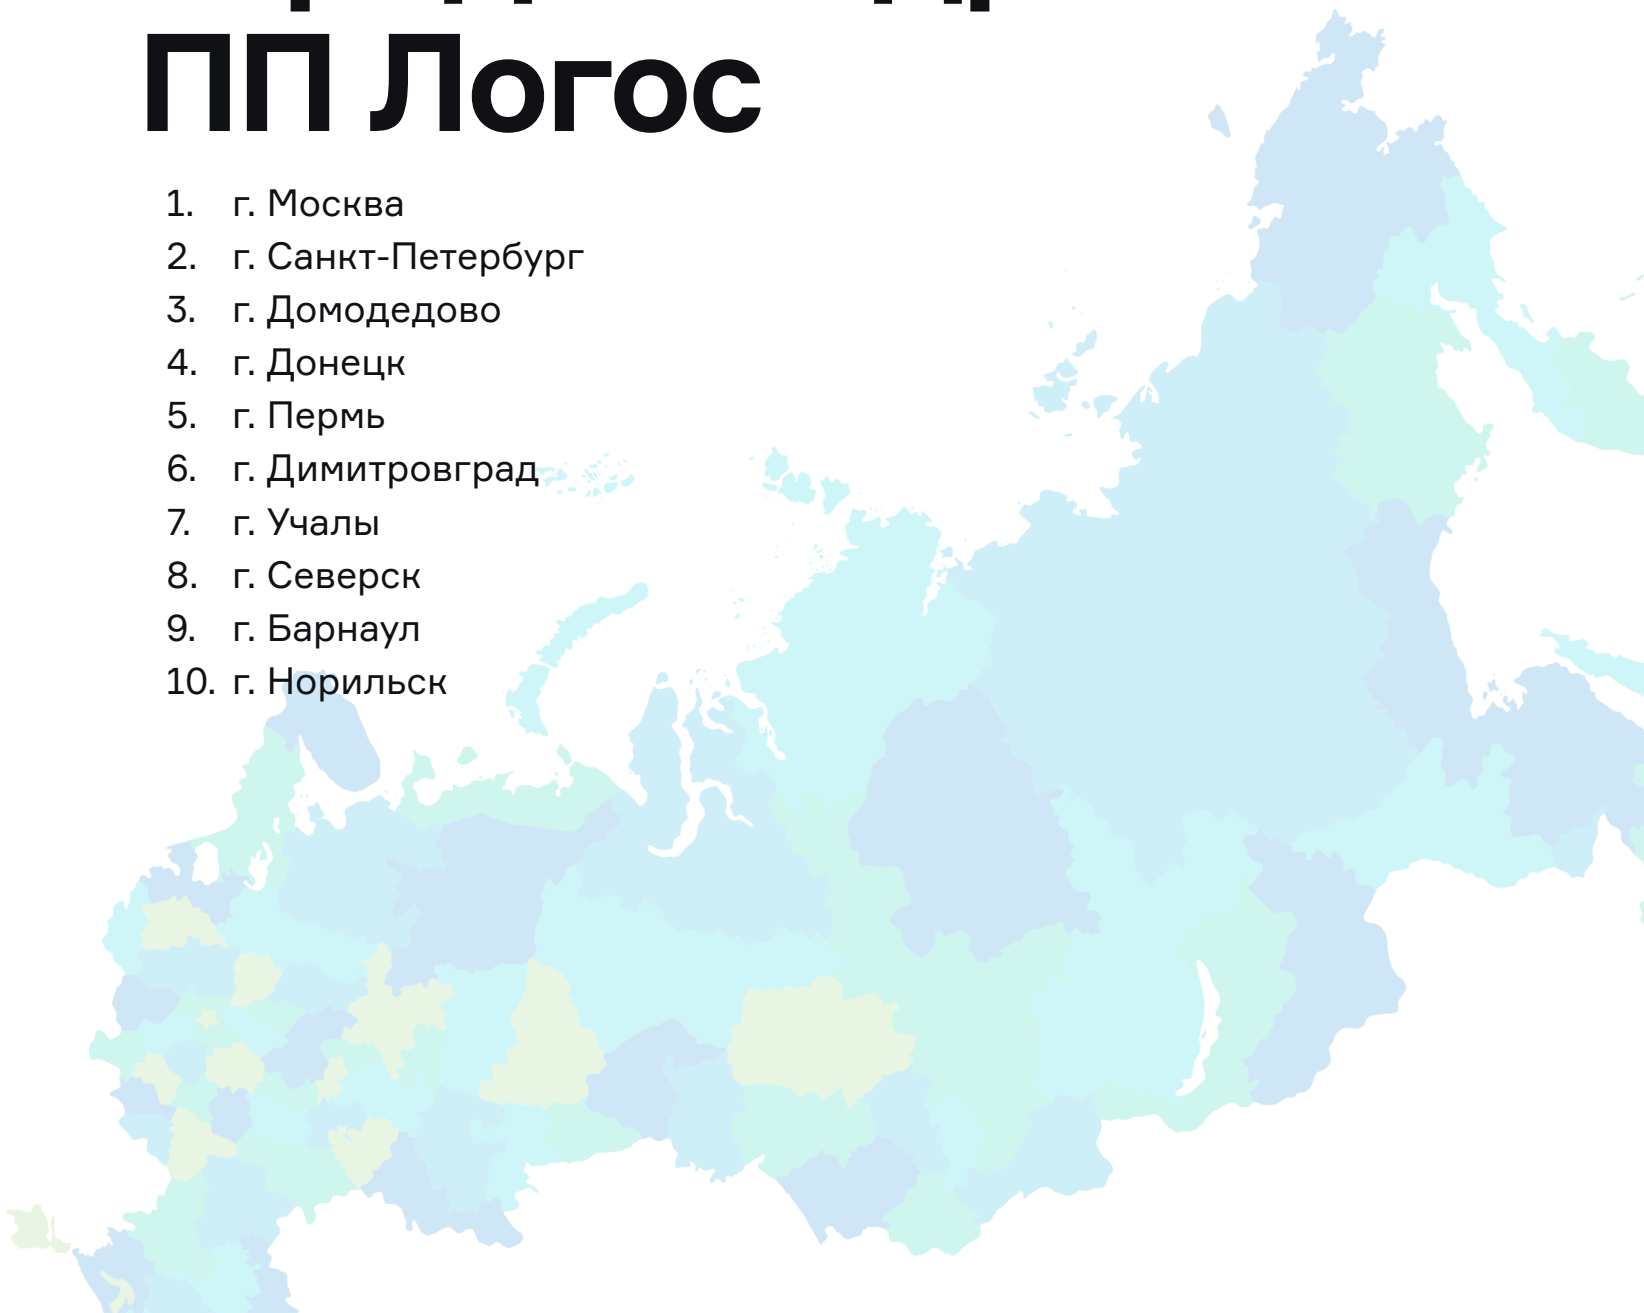 ПП Логос
1. г. Москва
2. г. Санкт-Петербург
3. г. Домодедово
4. г. Донецк
5. г. Пермь
6. г. Димитровград
7. г. Учалы
8. г. Северск
9. г. Барнаул
10. г. Норильск